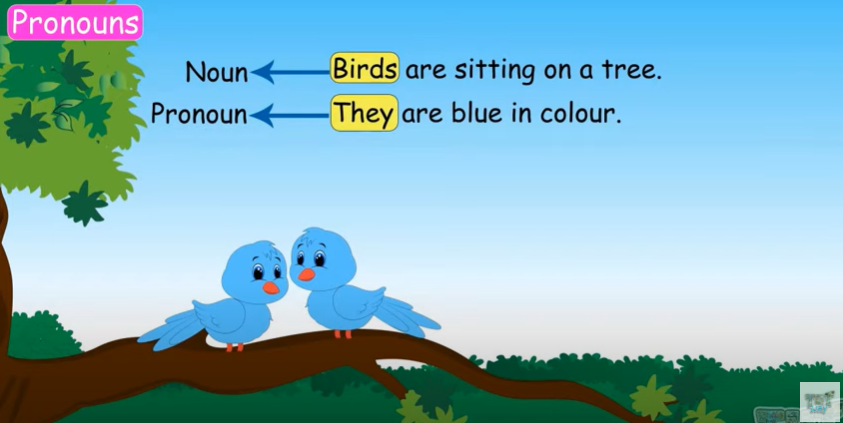 Pronouns
Noun Birds are sitting on a tree.
Pronoun They are blue in colour.